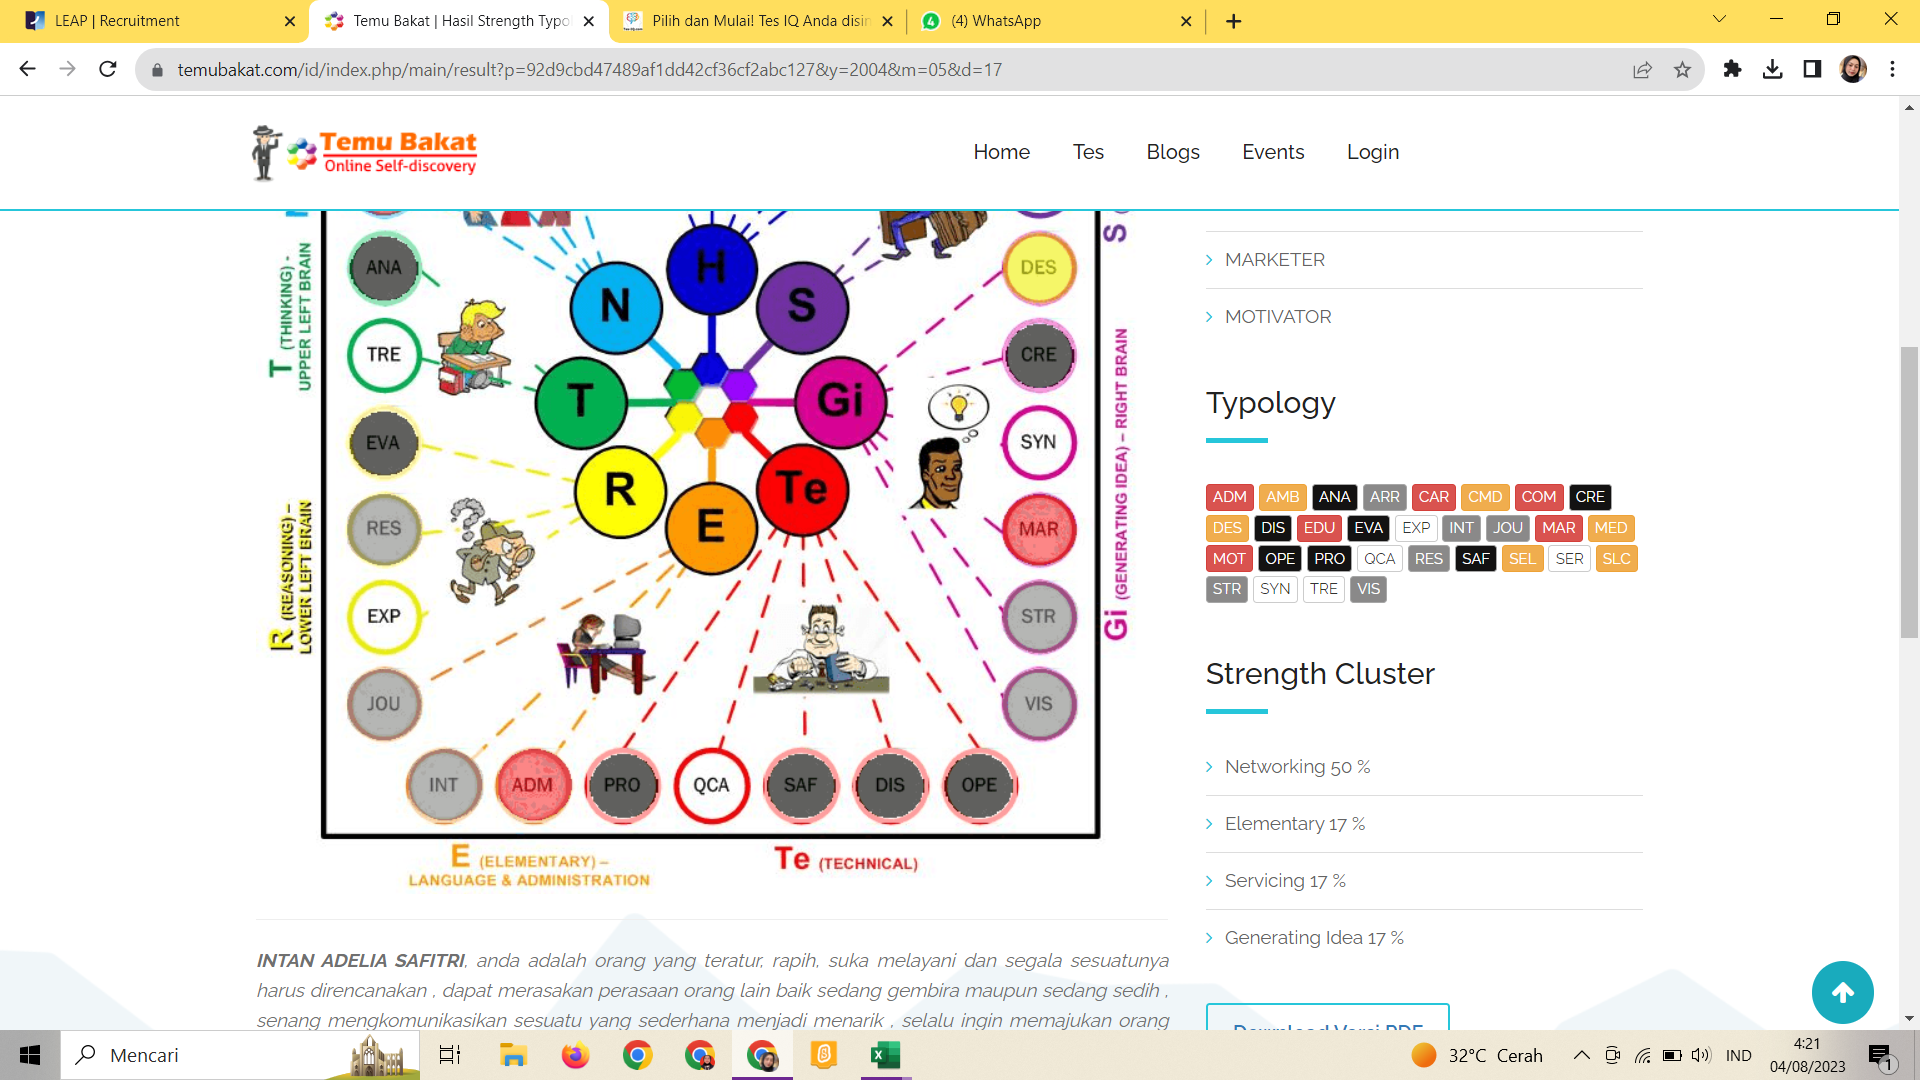 LEAP | Recruitment
Temu Bakat | Hasil Strength Typo
Pilih dan Mulai! Tes IQ Anda disin
(4) WhatsApp
temubakat.com/id/index.php/main/result?p=92d9cbd47489af1dd42cf36cf2abc127&y=2004&m=05&d=17
Temu Bakat
Online Self-discovery
Home Tes Blogs Events Login
T (THINKING) -
UPPER LEFT BRAIN
R (REASONING) –
LOWER LEFT BRAIN
ANA
TRE
EVA
RES
EXP
JOU
INT
ADM
PRO
QCA
SAF
DIS
OPE
N
H
S
T
Gi
R
E
Te
DES
CRE
SYN
MAR
STR
VIS
S
Gi (GENERATING IDEA) – RIGHT BRAIN
E (ELEMENTARY) –
LANGUAGE & ADMINISTRATION
Te (TECHNICAL)
INTAN ADELIA SAFITRI, anda adalah orang yang teratur, rapih, suka melayani dan segala sesuatunya
harus direncanakan , dapat merasakan perasaan orang lain baik sedang gembira maupun sedang sedih ,
senang mengkomunikasikan sesuatu yang sederhana menjadi menarik , selalu ingin memajukan orang
MARKETER
MOTIVATOR
Typology
ADM AMB ANA ARR CAR CMD COM CRE
DES DIS EDU EVA EXP INT JOU MAR MED
MOT OPE PRO QCA RES SAF SEL SER SLC
STR SYN TRE VIS
Strength Cluster
Networking 50 %
Elementary 17 %
Servicing 17 %
Generating Idea 17 %
Download Versi PDF
Mencari
32°C Cerah
IND
4:21
04/08/2023
1